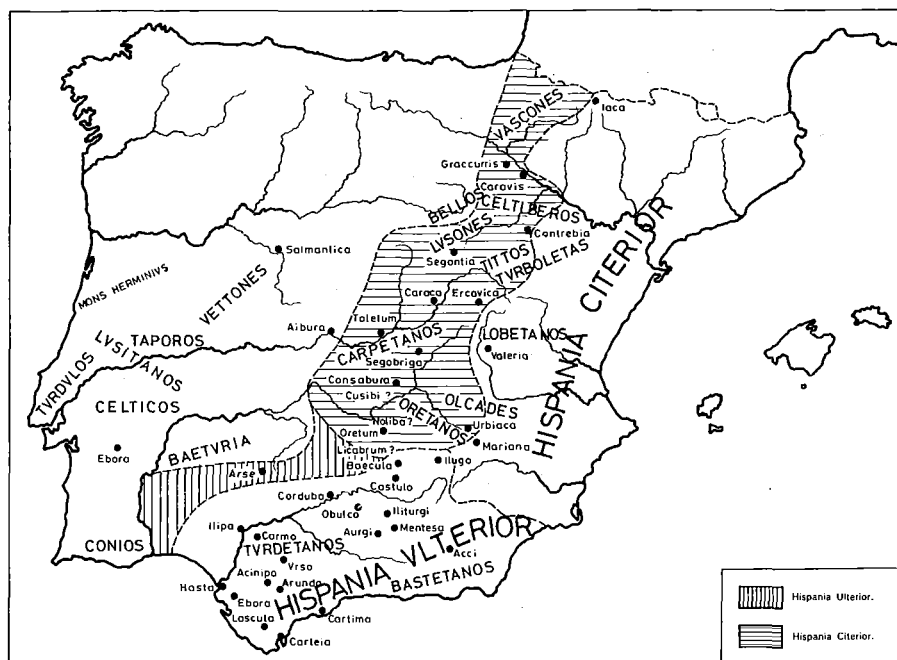 VASCONES
Iaca
Graccurris
Caravis
BELLOS
CELTIBEROS
LVSONES
Contrebia
Segontia
TITTOS
TVRBOLETAS
HISPANIA CITERIOR
Salmantica
MONS HERMINIVS
VETTONES
Caraca
Ercavica
Aibura
Toletum
TAPOROS
LVSITANOS
TVRDVLOS
CARPETANOS
LOBETANOS
Valeria
Segobriga
CELTICOS
Consabura
Cusibi ?
OLCADES
ORETANOS
Noliba?
Urbiaca
Oretum
Mariana
Ebora
BAETVRIA
Licabrum ?
Arse
Baecula
Ilugo
Castulo
Corduba
Obulco
Iliturgi
Ilipa
Carmo
Aurgi
Mentesa
CONIOS
TVRDETANOS
HISPANIA VLTERIOR
Acci
Vrso
BASTETANOS
Acinipo
Arunda
Hasta
Ebora
Lascuta
Cartima
Carteia
Hispania Ulterior.
Hispania Citerior.